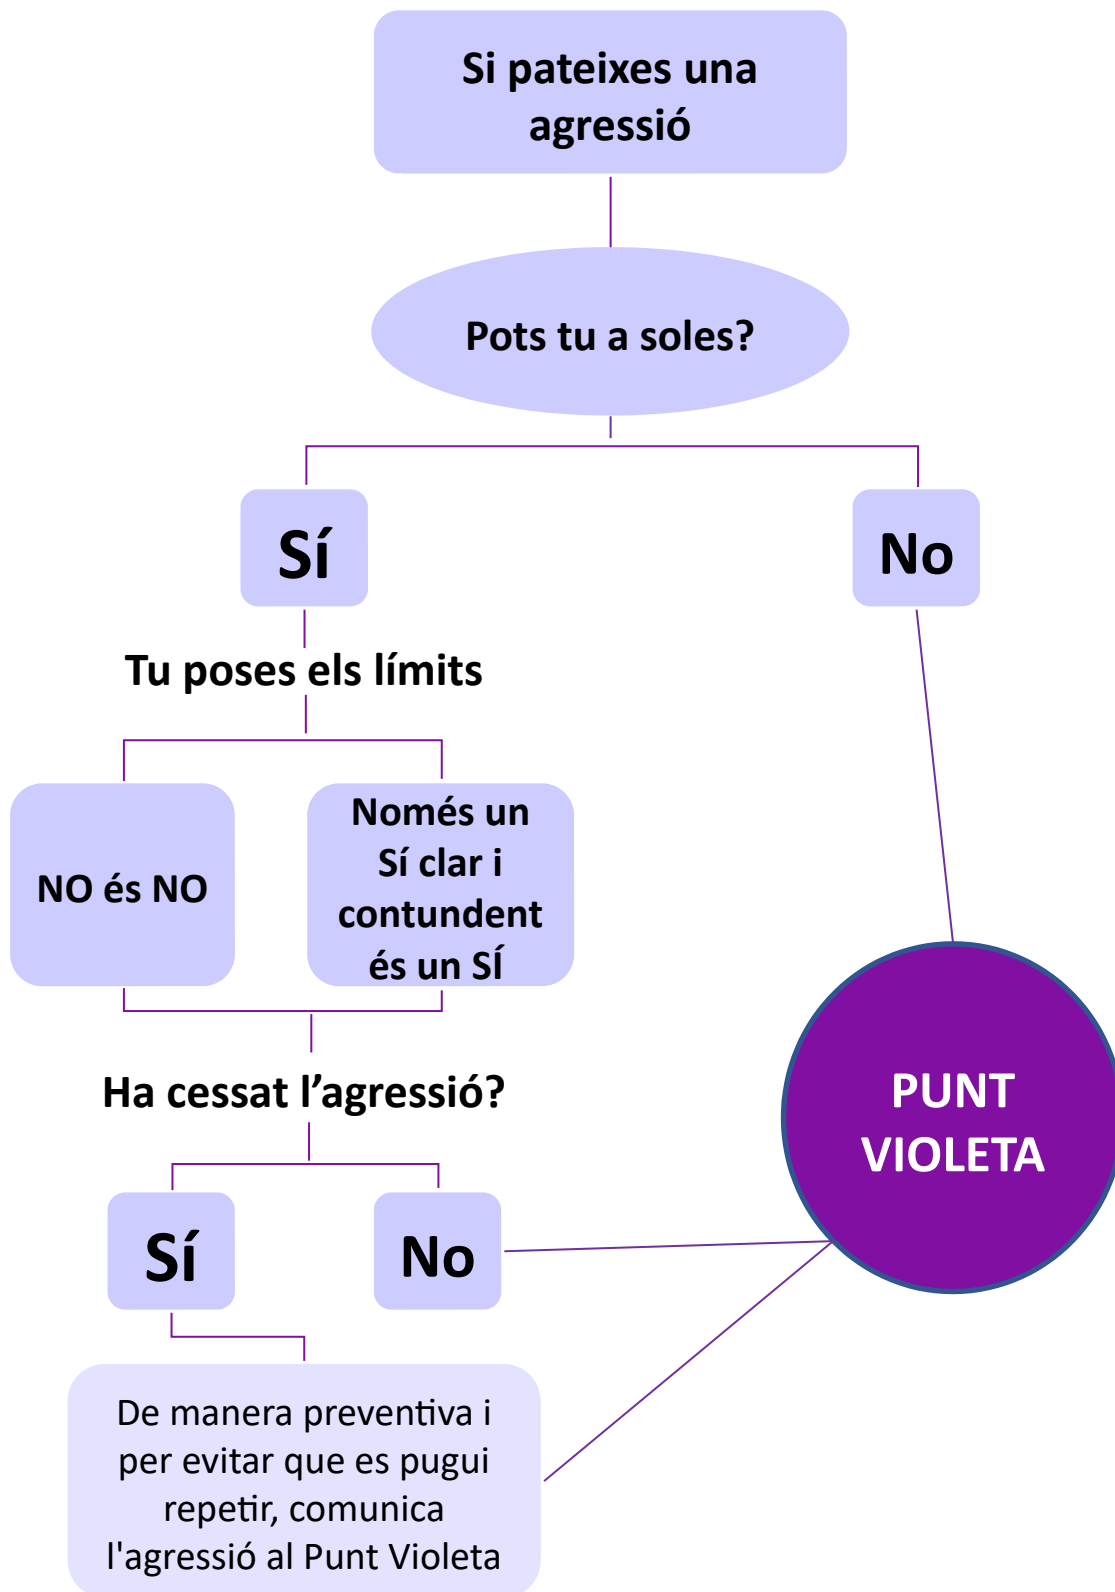 Si pateixes una
agressió
Pots tu a soles?
Sí
No
Tu poses els límits
NO és NO
Només un
Sí clar i
contundent
és un SÍ
Ha cessat l’agressió?
PUNT
VIOLETA
Sí
No
De manera preventiva i
per evitar que es pugui
repetir, comunica
l'agressió al Punt Violeta